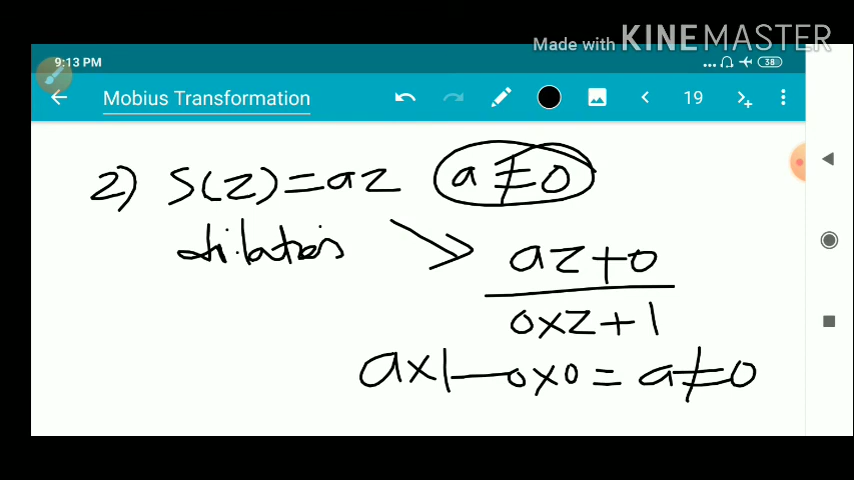 Made with KINEMASTER
9:13 PM
38
Mobius Transformation
19
2) S(z)=az a≠0
dilation
az+0
0×z+1
a×1-0×0=a≠0